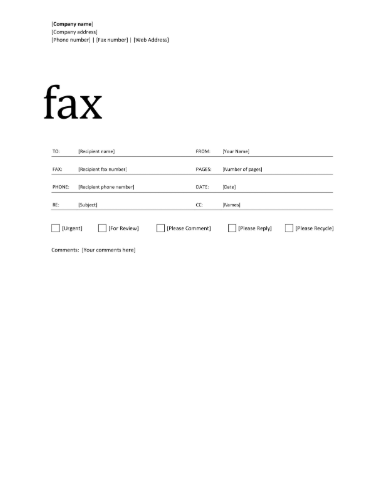 [Company name]
[Company address]
[Phone number] | [Fax number] | [Web Address]
fax
TO: [Recipient name] FROM: [Your Name]
FAX: [Recipient fax number] PAGES: [Number of pages]
PHONE: [Recipient phone number] DATE: [Date]
RE: [Subject] CC: [Names]
[Urgent] [For Review] [Please Comment] [Please Reply] [Please Recycle]
Comments: [Your comments here]